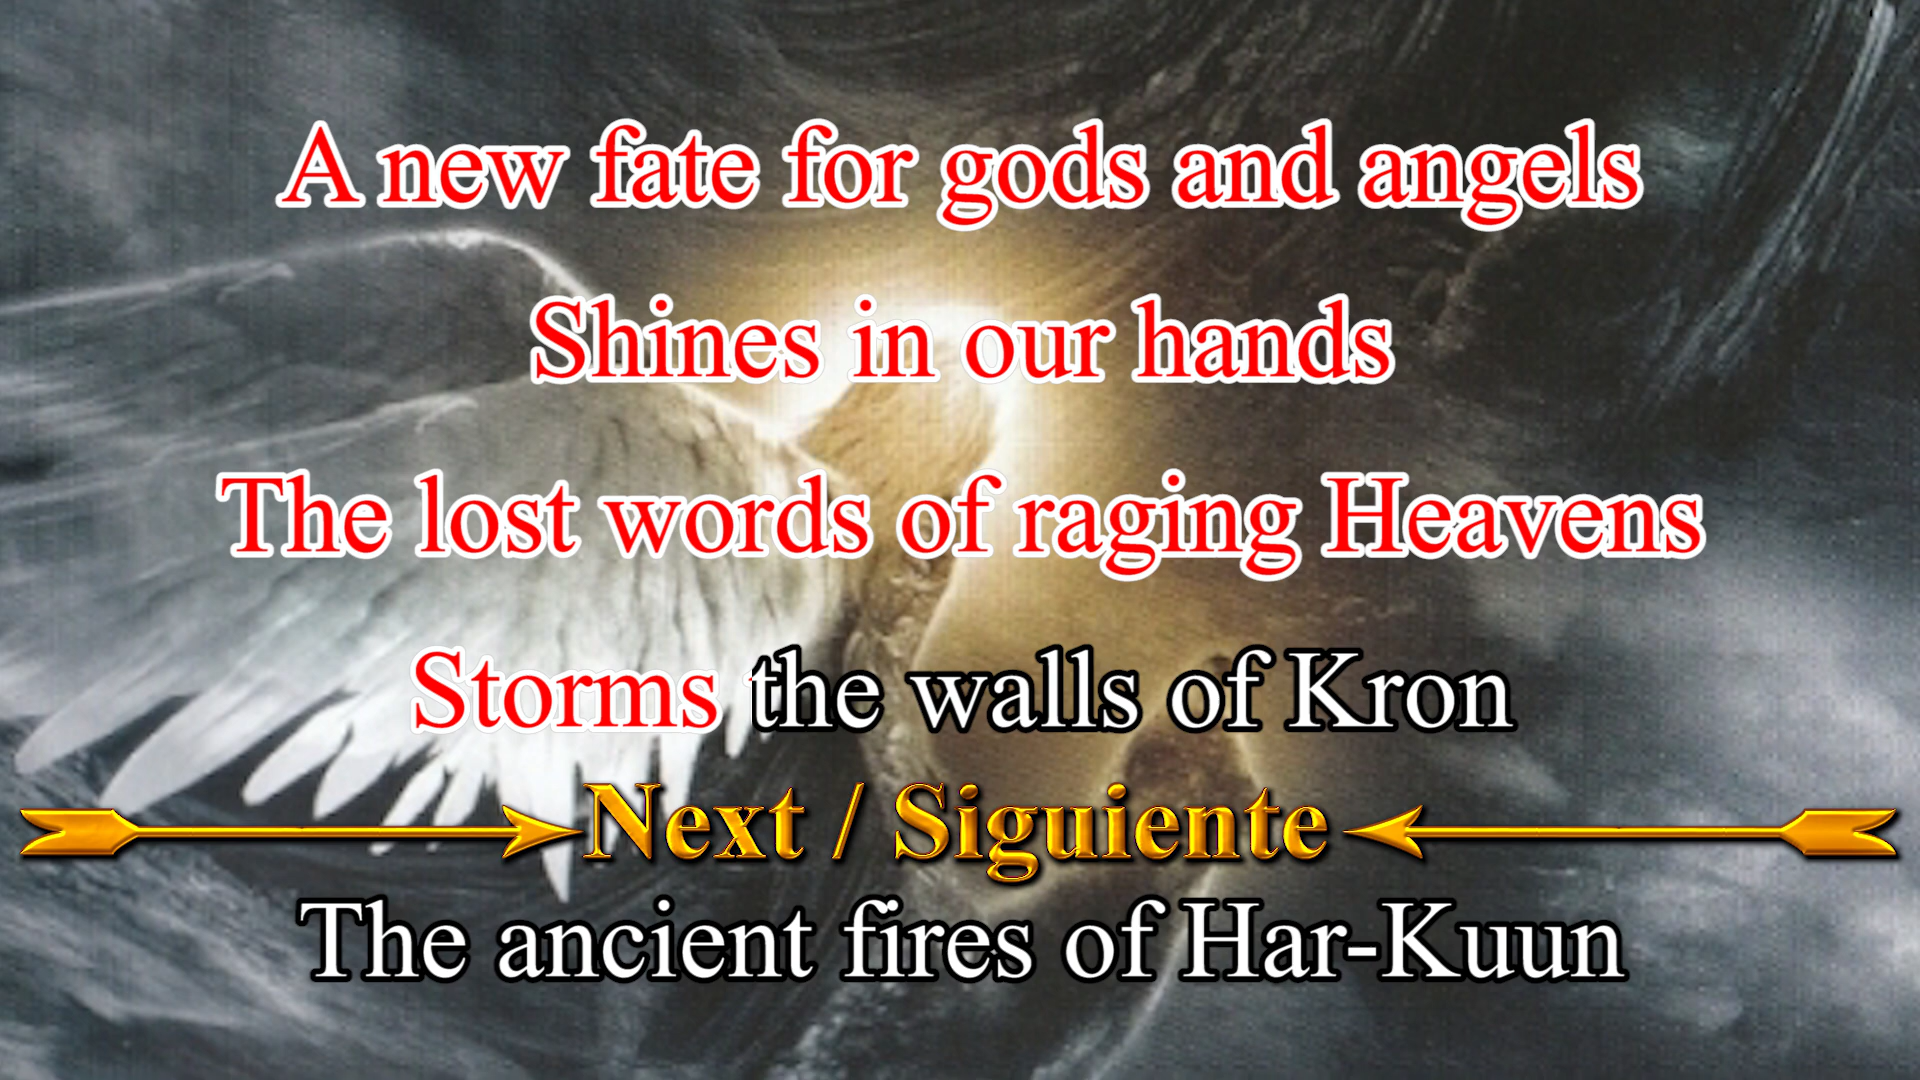 A new fate for gods and angels
Shines in our hands
The lost words of raging Heavens
Storms the walls of Kron
Next / Siguiente
The ancient fires of Har-Kuun